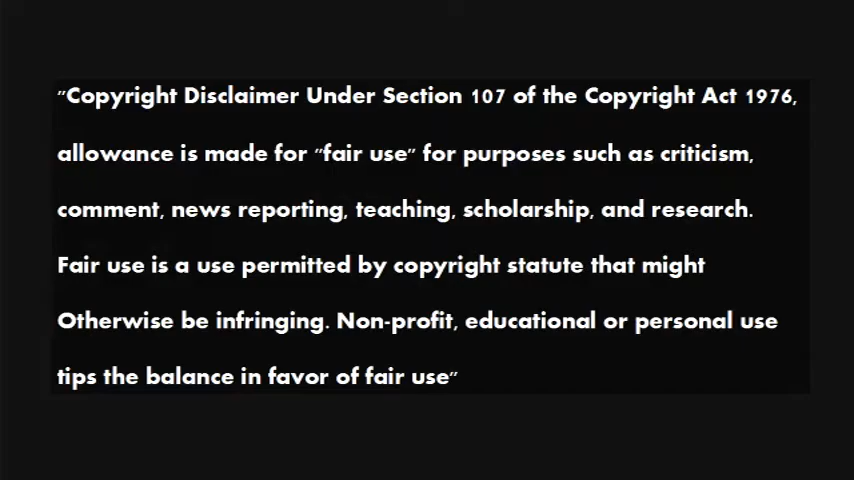 "Copyright Disclaimer Under Section 107 of the Copyright Act 1976,
allowance is made for "fair use" for purposes such as criticism,
comment, news reporting, teaching, scholarship, and research.
Fair use is a use permitted by copyright statute that might
Otherwise be infringing. Non-profit, educational or personal use
tips the balance in favor of fair use"